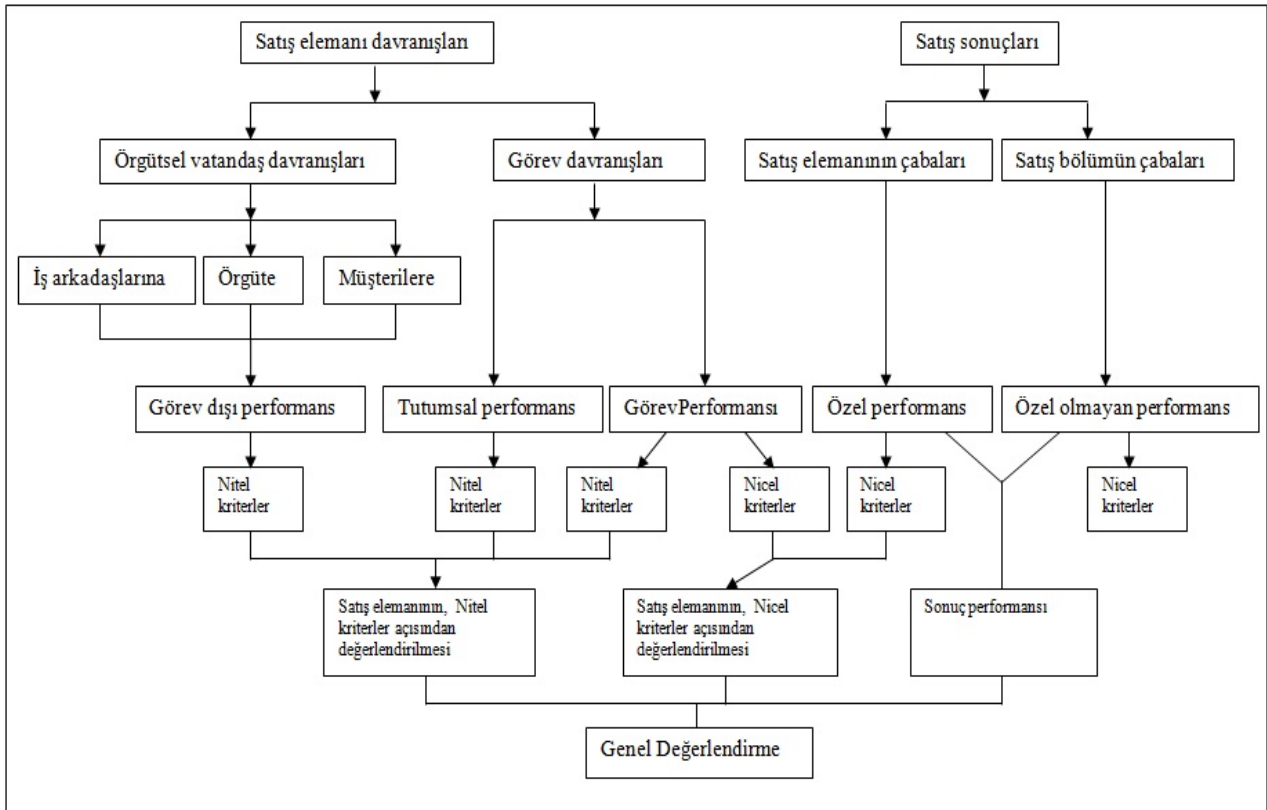 Satış elemanı davranışları
Satış sonuçları
Örgütsel vatandaş davranışları
Görev davranışları
Satış elemanının çabaları
Satış bölümün çabaları
İş arkadaşlarına
Örgüte
Müşterilere
Görev dışı performans
Tutumsal performans
GörevPerformansı
Özel performans
Özel olmayan performans
Nitel
kriterler
Nitel
kriterler
Nitel
kriterler
Nicel
kriterler
Nicel
kriterler
Nicel
kriterler
Satış elemanının, Nitel
kriterler açısından
değerlendirilmesi
Satış elemanının, Nicel
kriterler açısından
değerlendirilmesi
Sonuç performansı
Genel Değerlendirme